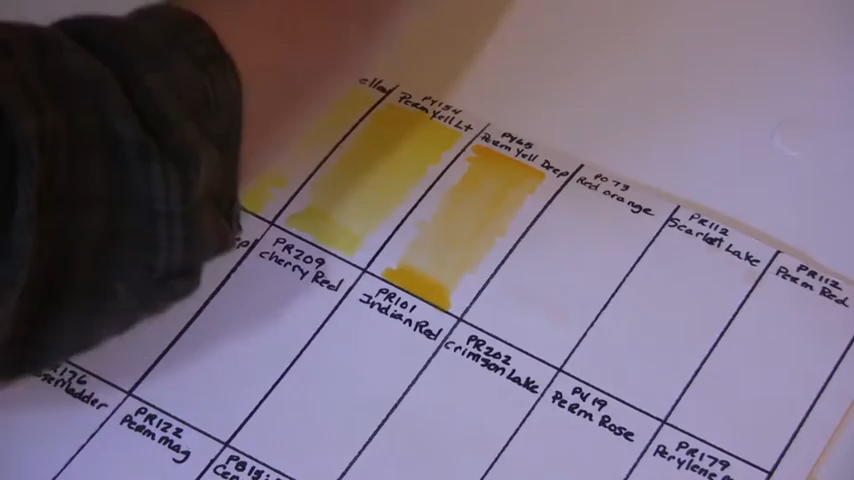 PY154
Perm Yell Lt
PY65
Perm Yell Deep
PO73
Red orange
PR112
Scarlet Lake
PR112
Perm Red
PR209
cherry Red
PR101
Indian Red
PR202
crimson Lake
PV19
Perm Rose
PR179
Perylene
PR122
Perm mag